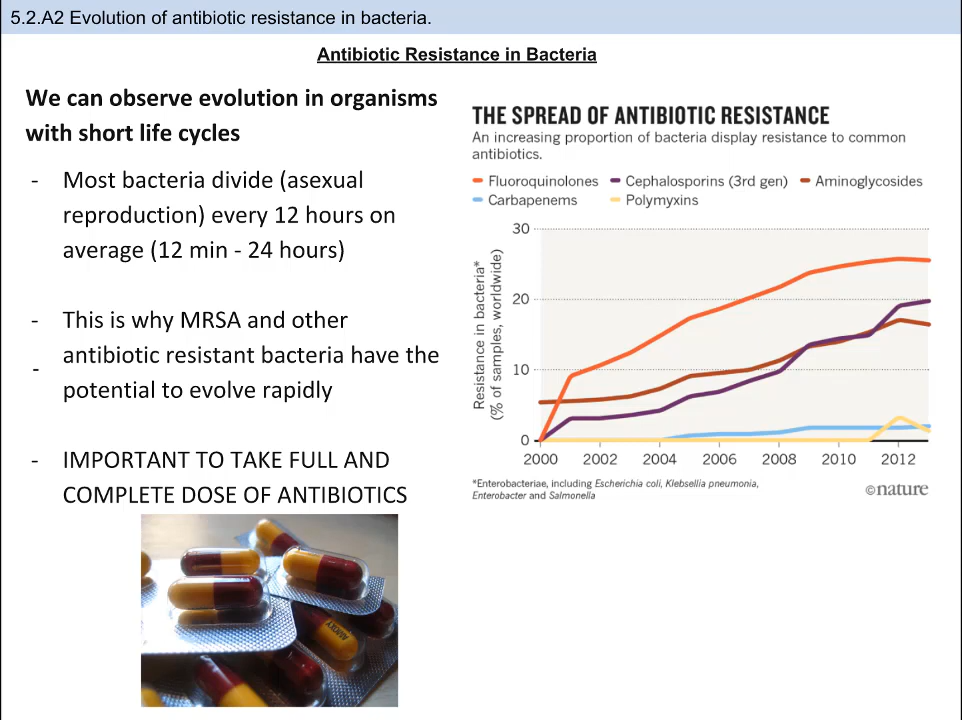 5.2.A2 Evolution of antibiotic resistance in bacteria.
Antibiotic Resistance in Bacteria
We can observe evolution in organisms
with short life cycles
- Most bacteria divide (asexual
reproduction) every 12 hours on
average (12 min - 24 hours)
- This is why MRSA and other
antibiotic resistant bacteria have the
-
potential to evolve rapidly
- IMPORTANT TO TAKE FULL AND
COMPLETE DOSE OF ANTIBIOTICS
THE SPREAD OF ANTIBIOTIC RESISTANCE
An increasing proportion of bacteria display resistance to common
antibiotics.
Fluoroquinolones Cephalosporins (3rd gen) Aminoglycosides
Carbapenems Polymyxins
Resistance in bacteria*
(% of samples, worldwide)
30
20
10
0
2000 2002 2004 2006 2008 2010 2012
*Enterobacteriae, including Escherichia coli, Klebsellia pneumonia,
Enterobacter and Salmonella
©nature